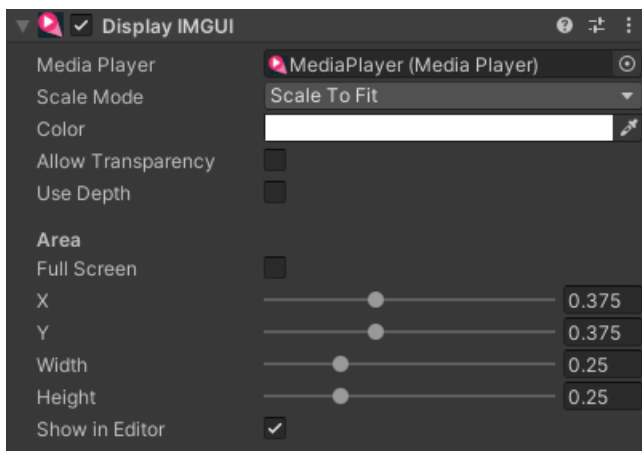 Display IMGUI
Media Player MediaPlayer (Media Player)
Scale Mode Scale To Fit
Color
Allow Transparency
Use Depth
Area
Full Screen
X 0.375
Y 0.375
Width 0.25
Height 0.25
Show in Editor